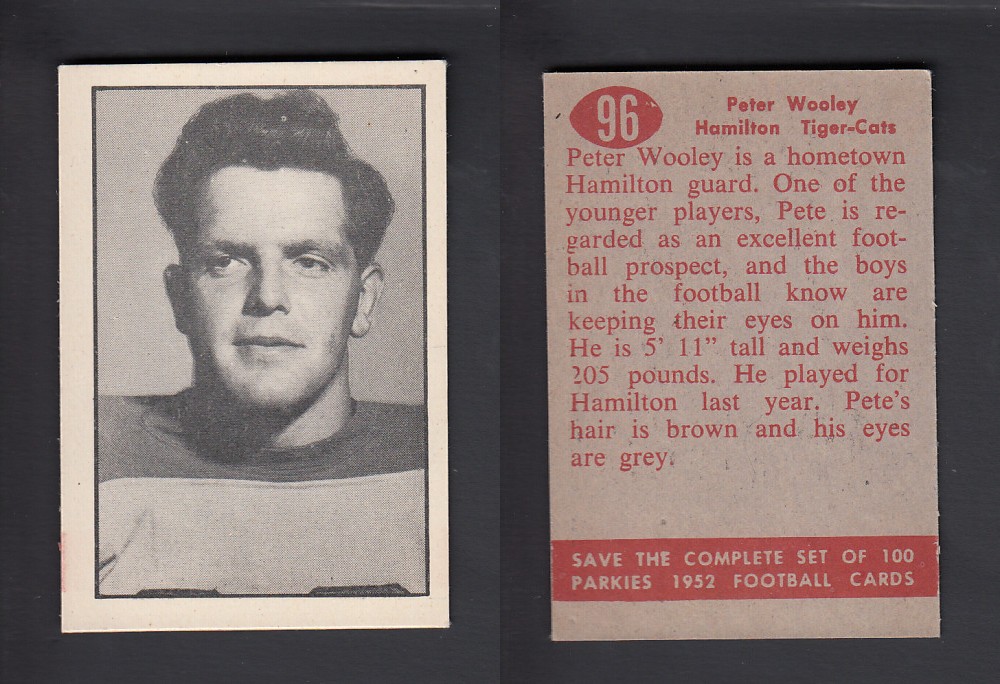 96
Peter Wooley
Hamilton Tiger-Cats
Peter Wooley is a hometown
Hamilton guard. One of the
younger players, Pete is re-
garded as an excellent foot-
ball prospect, and the boys
in the football know are
keeping their eyes on him.
He is 5' 11” tall and weighs
205 pounds. He played for
Hamilton last year. Pete's
hair is brown and his eyes
are grey.
SAVE THE COMPLETE SET OF 100
PARKIES 1952 FOOTBALL CARDS